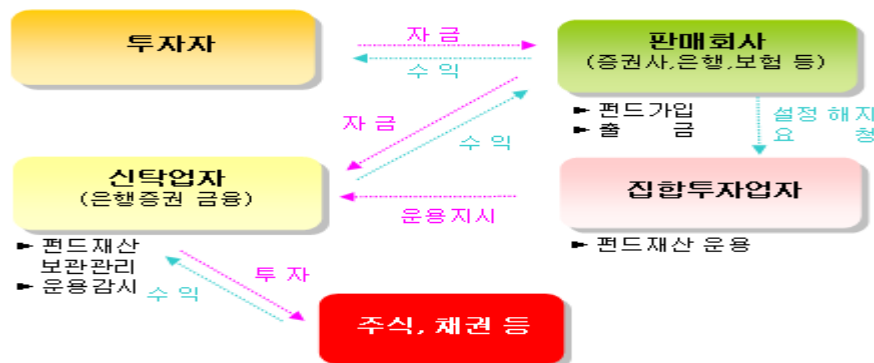 투자자
자 금
수 익
판매회사
(증권사,은행,보험 등)
► 펀드가입
► 출 금
설정 해지
요 청
자 금
수 익
신탁업자
(은행증권 금융)
► 펀드재산
보관관리
► 운용감시
운용지시
집합투자업자
► 펀드재산 운용
투 자
수 익
주식, 채권 등